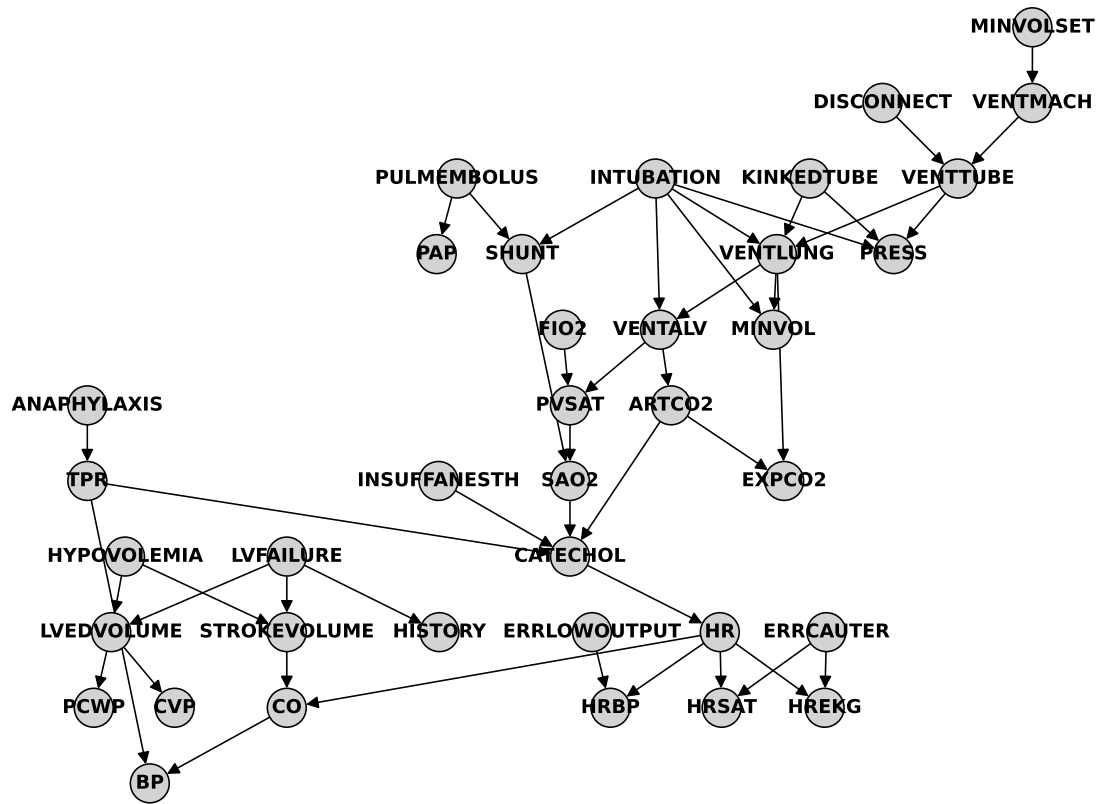 MINVOLSET
DISCONNECT VENTMACH
PULMEMBOLUS INTUBATION KINKEDTUBE VENTTUBE
PAP SHUNT VENTLUNG PRESS
FIO2 VENTALV MINVOL
ANAPHYLAXIS PVSAT ARTCO2
TPR INSUFFANESTH SAO2 EXPCO2
HYPOVOLEMIA LVFAILURE CATECHOL
LVEDVOLUME STROKEVOLUME HISTORY ERRLOWOUTPUT HR ERRCAUTER
PCWP CVP CO HRBP HRSAT HREKG
BP